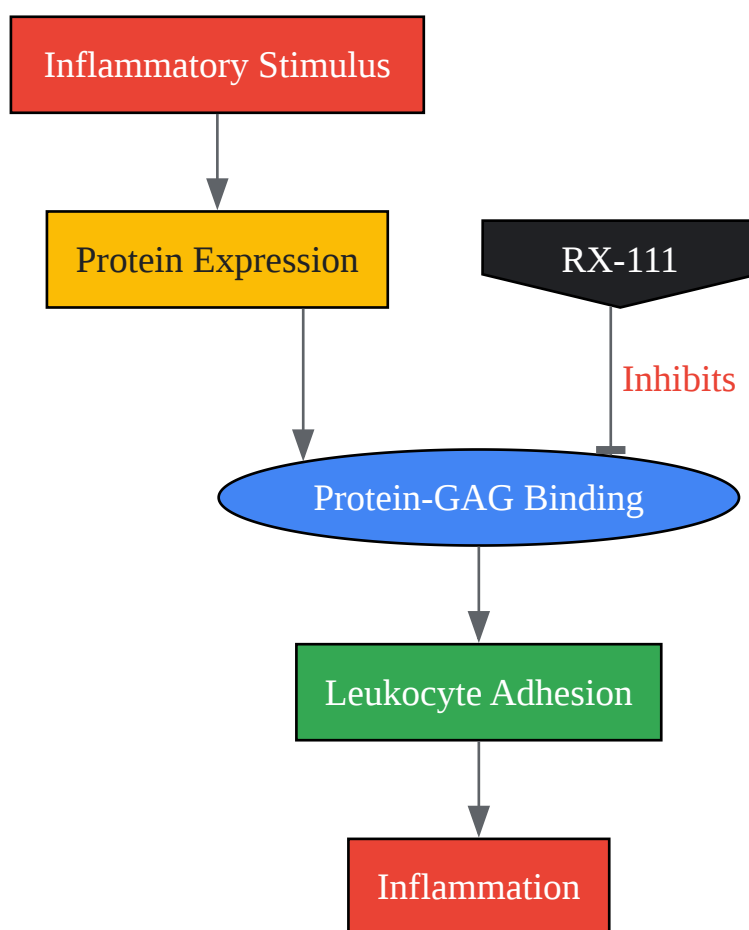 Inflammatory Stimulus
Protein Expression
RX-111
Inhibits
Protein-GAG Binding
Leukocyte Adhesion
Inflammation